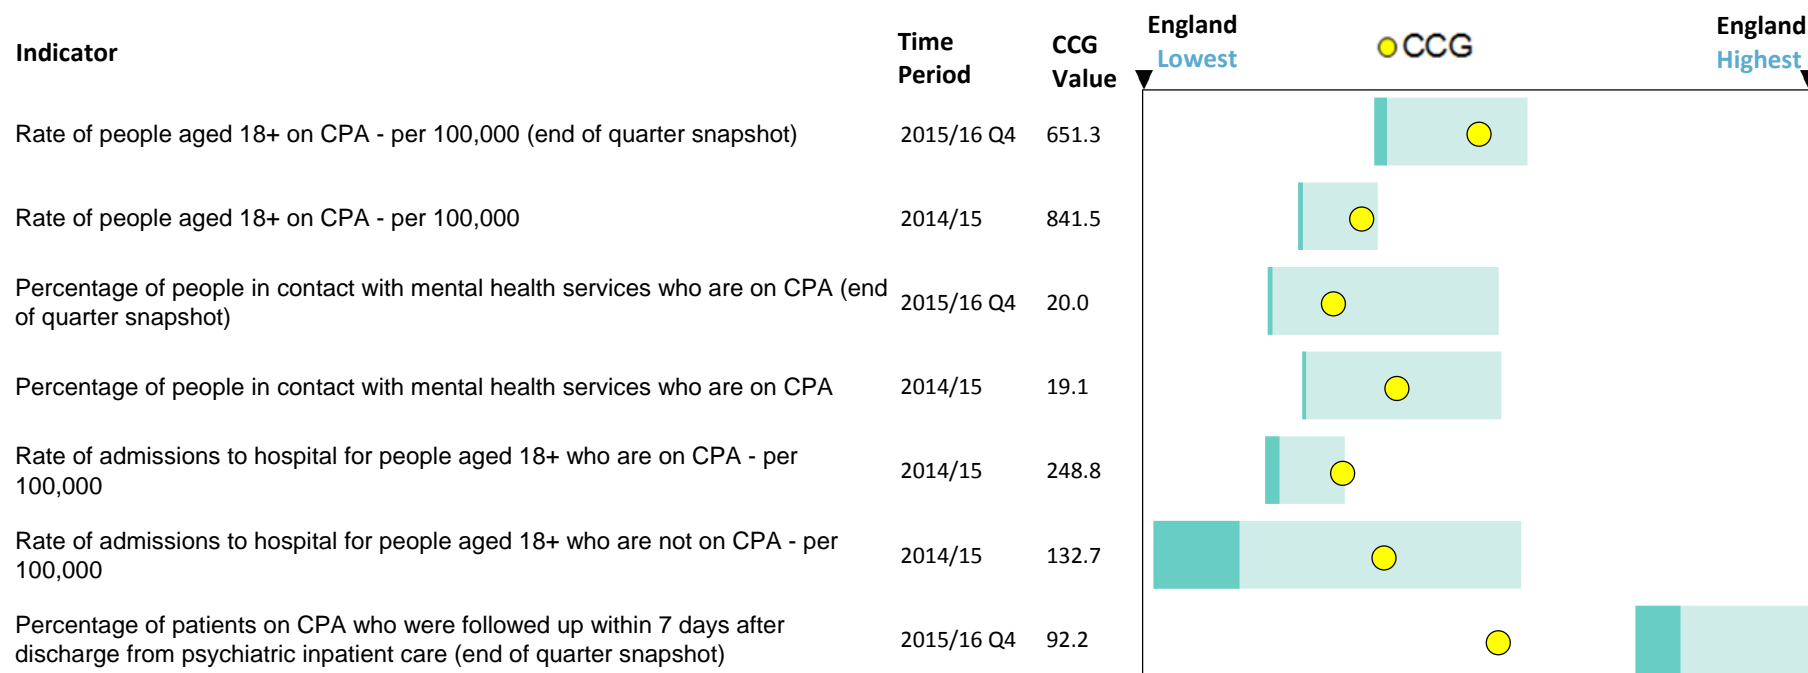 Indicator
Time Period
CCG Value
England Lowest
CCG
England Highest
Rate of people aged 18+ on CPA - per 100,000 (end of quarter snapshot) 2015/16 Q4 651.3
Rate of people aged 18+ on CPA - per 100,000 2014/15 841.5
Percentage of people in contact with mental health services who are on CPA (end
of quarter snapshot) 2015/16 Q4 20.0
Percentage of people in contact with mental health services who are on CPA 2014/15 19.1
Rate of admissions to hospital for people aged 18+ who are on CPA - per
100,000 2014/15 248.8
Rate of admissions to hospital for people aged 18+ who are not on CPA - per
100,000 2014/15 132.7
Percentage of patients on CPA who were followed up within 7 days after
discharge from psychiatric inpatient care (end of quarter snapshot) 2015/16 Q4 92.2